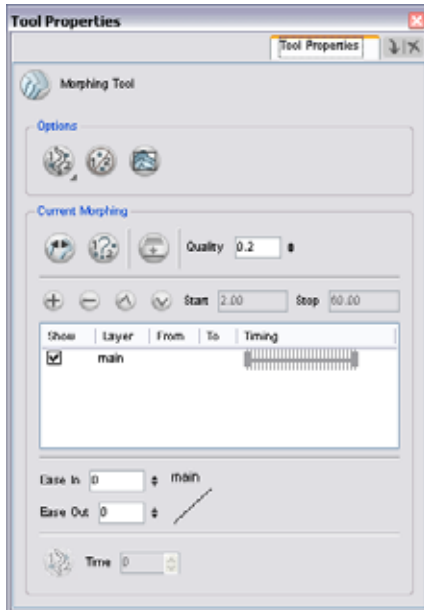 Tool Properties
Tool Properties
Morphing Tool
Options
Current Morphing
Quality 0.2
Start 2.00 Stop 60.00
Show Layer From To Timing
main
Ease In 0 main
Ease Out 0
Time 0